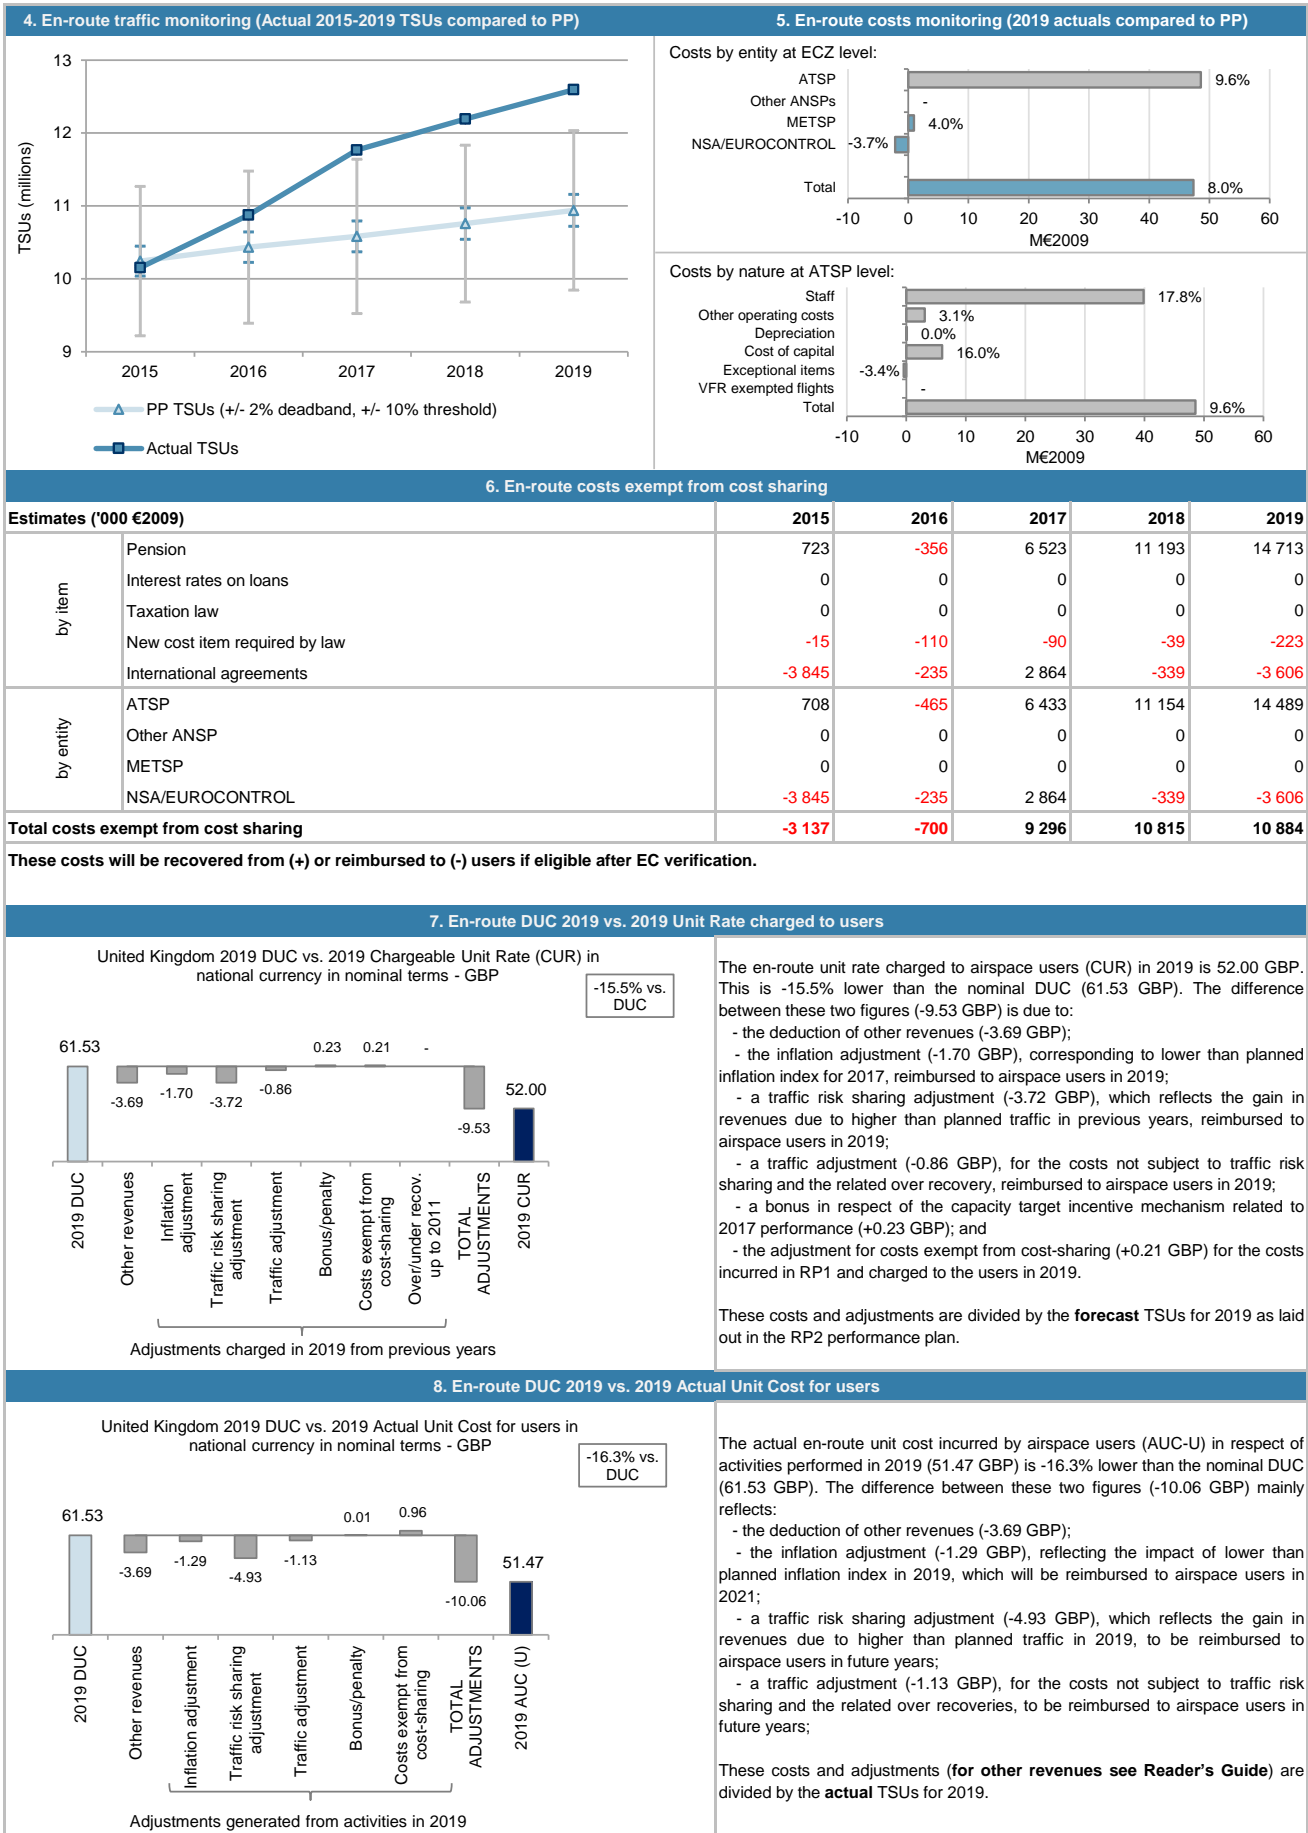 4. En-route traffic monitoring (Actual 2015-2019 TSUs compared to PP)
13
12
11
10
9
TSUs (millions)
2015 2016 2017 2018 2019
PP TSUs (+/- 2% deadband, +/- 10% threshold)
Actual TSUs
5. En-route costs monitoring (2019 actuals compared to PP)
Costs by entity at ECZ level:
ATSP 9.6%
Other ANSPs -
METSP 4.0%
NSA/EUROCONTROL -3.7%
Total 8.0%
-10 0 10 20 30 40 50 60
M€2009
Costs by nature at ATSP level:
Staff 17.8%
Other operating costs 3.1%
Depreciation 0.0%
Cost of capital 16.0%
Exceptional items -3.4%
VFR exempted flights -
Total 9.6%
-10 0 10 20 30 40 50 60
M€2009
6. En-route costs exempt from cost sharing
Estimates ('000 €2009) 2015 2016 2017 2018 2019
by item
Pension 723 -356 6 523 11 193 14 713
Interest rates on loans 0 0 0 0 0
Taxation law 0 0 0 0 0
New cost item required by law -15 -110 -90 -39 -223
International agreements -3 845 -235 2 864 -339 -3 606
by entity
ATSP 708 -465 6 433 11 154 14 489
Other ANSP 0 0 0 0 0
METSP 0 0 0 0 0
NSA/EUROCONTROL -3 845 -235 2 864 -339 -3 606
Total costs exempt from cost sharing -3 137 -700 9 296 10 815 10 884
These costs will be recovered from (+) or reimbursed to (-) users if eligible after EC verification.
7. En-route DUC 2019 vs. 2019 Unit Rate charged to users
United Kingdom 2019 DUC vs. 2019 Chargeable Unit Rate (CUR) in
national currency in nominal terms - GBP
-15.5% vs.
DUC
61.53 -3.69 -1.70 -3.72 -0.86 0.23 0.21 - -9.53 52.00
2019 DUC
Other revenues
Inflation
adjustment
Traffic risk sharing
adjustment
Traffic adjustment
Bonus/penalty
Costs exempt from
cost-sharing
Over/under recov.
up to 2011
TOTAL
ADJUSTMENTS
2019 CUR
Adjustments charged in 2019 from previous years
The en-route unit rate charged to airspace users (CUR) in 2019 is 52.00 GBP.
This is -15.5% lower than the nominal DUC (61.53 GBP). The difference
between these two figures (-9.53 GBP) is due to:
- the deduction of other revenues (-3.69 GBP);
- the inflation adjustment (-1.70 GBP), corresponding to lower than planned
inflation index for 2017, reimbursed to airspace users in 2019;
- a traffic risk sharing adjustment (-3.72 GBP), which reflects the gain in
revenues due to higher than planned traffic in previous years, reimbursed to
airspace users in 2019;
- a traffic adjustment (-0.86 GBP), for the costs not subject to traffic risk
sharing and the related over recovery, reimbursed to airspace users in 2019;
- a bonus in respect of the capacity target incentive mechanism related to
2017 performance (+0.23 GBP); and
- the adjustment for costs exempt from cost-sharing (+0.21 GBP) for the costs
incurred in RP1 and charged to the users in 2019.
These costs and adjustments are divided by the forecast TSUs for 2019 as laid
out in the RP2 performance plan.
8. En-route DUC 2019 vs. 2019 Actual Unit Cost for users
United Kingdom 2019 DUC vs. 2019 Actual Unit Cost for users in
national currency in nominal terms - GBP
-16.3% vs.
DUC
61.53 -3.69 -1.29 -4.93 -1.13 0.01 0.96 -10.06 51.47
2019 DUC
Other revenues
Inflation adjustment
Traffic risk sharing
adjustment
Traffic adjustment
Bonus/penalty
Costs exempt from
cost-sharing
TOTAL
ADJUSTMENTS
2019 AUC (U)
Adjustments generated from activities in 2019
The actual en-route unit cost incurred by airspace users (AUC-U) in respect of
activities performed in 2019 (51.47 GBP) is -16.3% lower than the nominal DUC
(61.53 GBP). The difference between these two figures (-10.06 GBP) mainly
reflects:
- the deduction of other revenues (-3.69 GBP);
- the inflation adjustment (-1.29 GBP), reflecting the impact of lower than
planned inflation index in 2019, which will be reimbursed to airspace users in
2021;
- a traffic risk sharing adjustment (-4.93 GBP), which reflects the gain in
revenues due to higher than planned traffic in 2019, to be reimbursed to
airspace users in future years;
- a traffic adjustment (-1.13 GBP), for the costs not subject to traffic risk
sharing and the related over recoveries, to be reimbursed to airspace users in
future years;
These costs and adjustments (for other revenues see Reader's Guide) are
divided by the actual TSUs for 2019.